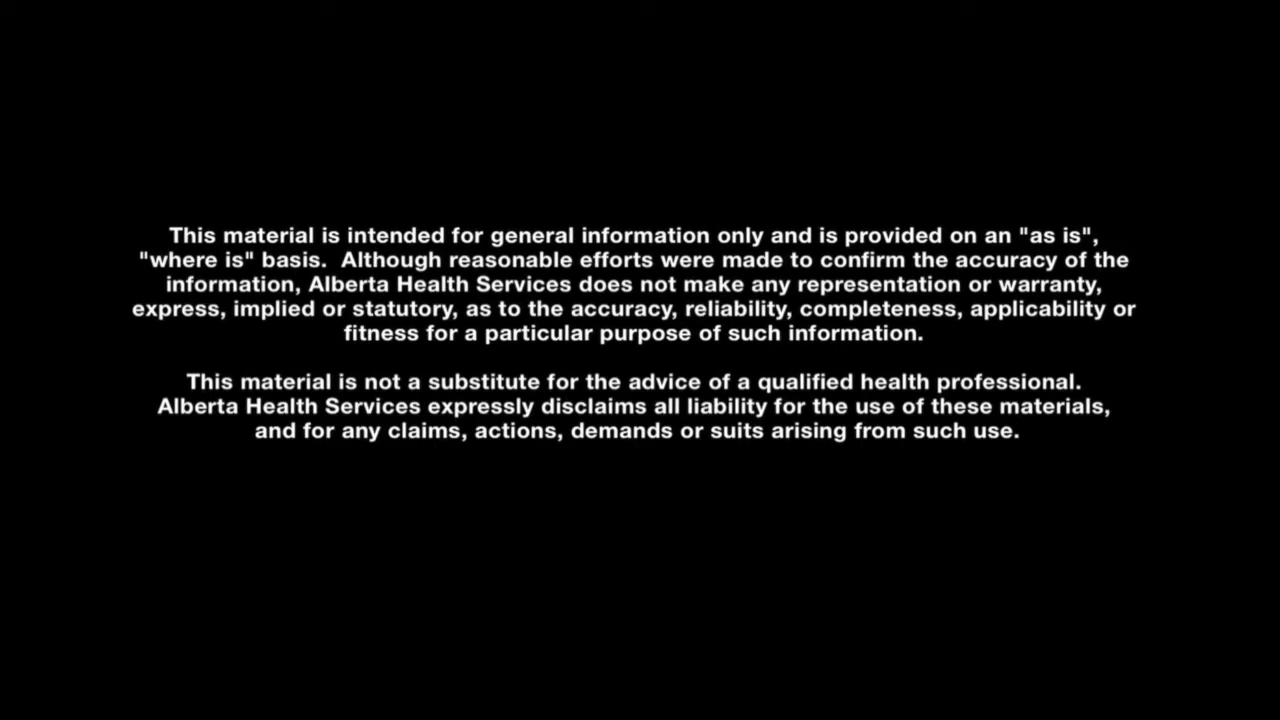 This material is intended for general information only and is provided on an "as is",
"where is" basis.  Although reasonable efforts were made to confirm the accuracy of the
information, Alberta Health Services does not make any representation or warranty,
express, implied or statutory, as to the accuracy, reliability, completeness, applicability or
fitness for a particular purpose of such information.
This material is not a substitute for the advice of a qualified health professional.
Alberta Health Services expressly disclaims all liability for the use of these materials,
and for any claims, actions, demands or suits arising from such use.